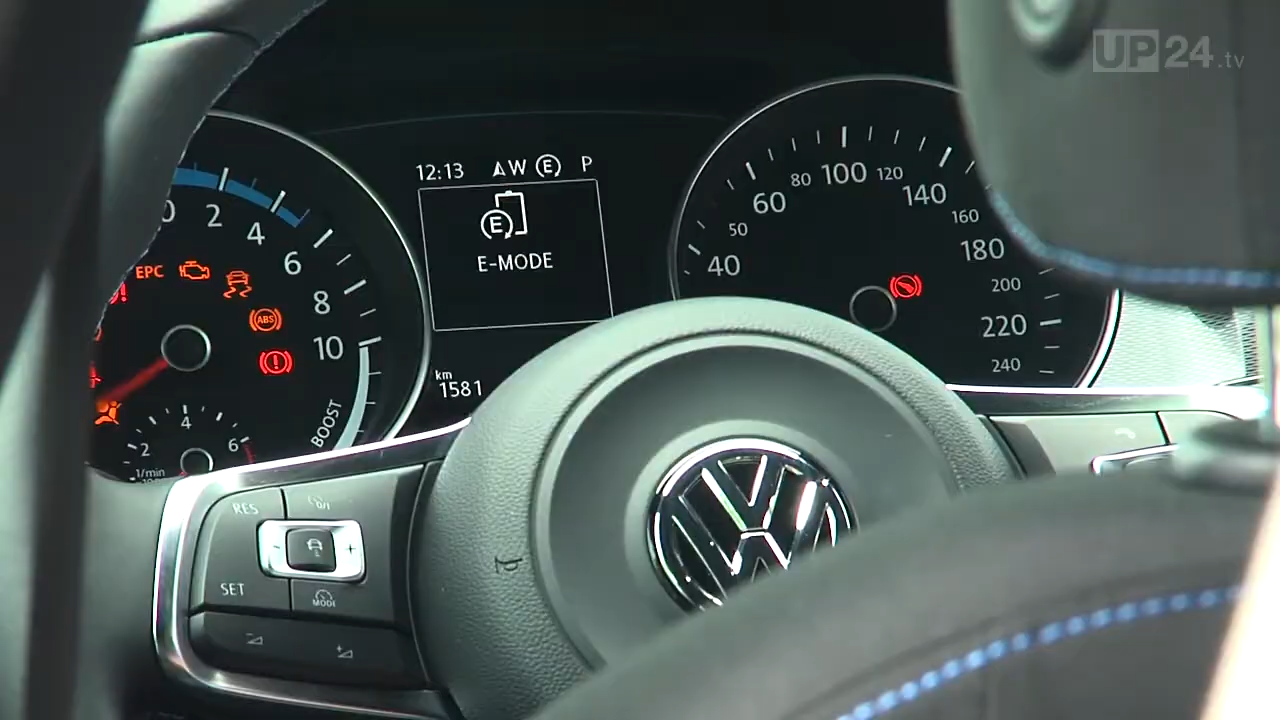 UP24.tv
12:13 W E P
E
E-MODE
km
1581
0 2 4 6 8 10
BOOST
EPC
ABS
2 4 6
1/min
40 50 60 80 100 120 140 160 180 200 220 240
RES
SET
MODE
- +
VW